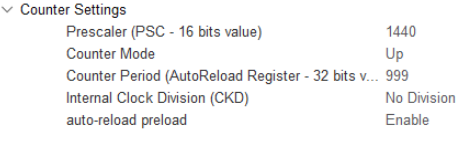 Counter Settings
Prescaler (PSC - 16 bits value) 1440
Counter Mode Up
Counter Period (AutoReload Register - 32 bits v... 999
Internal Clock Division (CKD) No Division
auto-reload preload Enable